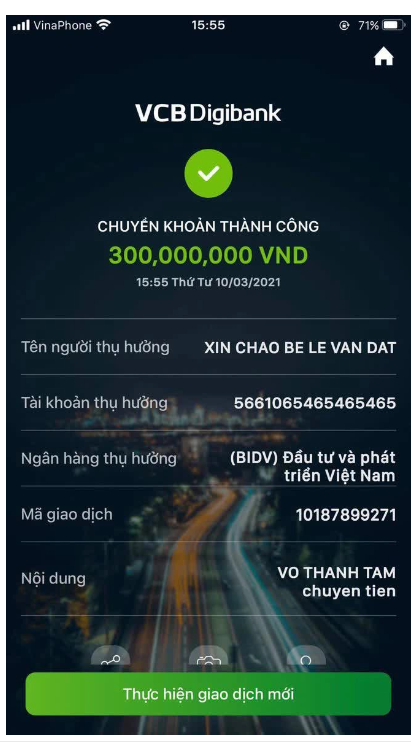 VinaPhone 15:55 71%
VCB Digibank
CHUYỂN KHOẢN THÀNH CÔNG
300,000,000 VND
15:55 Thứ Tư 10/03/2021
Tên người thụ hưởng XIN CHAO BE LE VAN DAT
Tài khoản thụ hưởng 5661065465465465
Ngân hàng thụ hưởng (BIDV) Đầu tư và phát
triển Việt Nam
Mã giao dịch 10187899271
Nội dung VO THANH TAM
chuyen tien
Thực hiện giao dịch mới